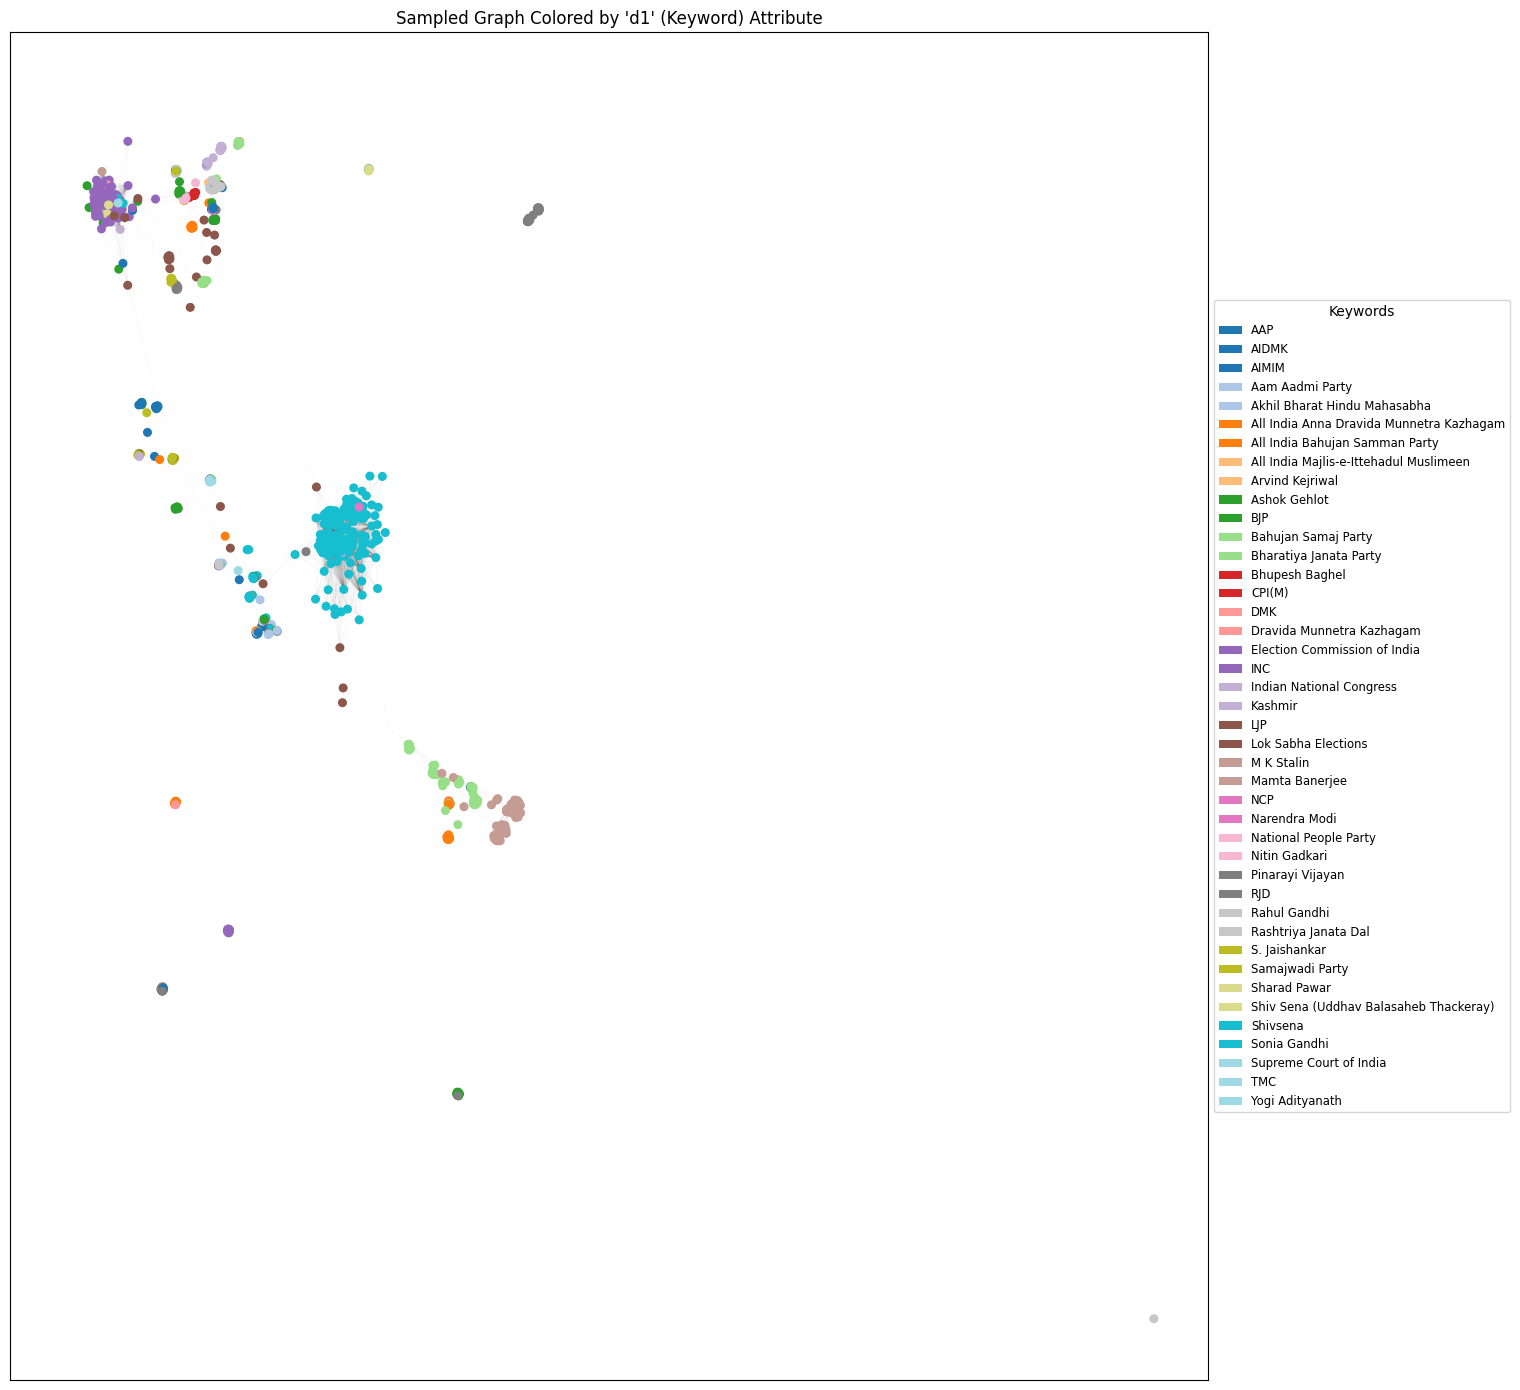 Sampled Graph Colored by 'd1' (Keyword) Attribute
Keywords
AAP
AIDMK
AIMIM
Aam Aadmi Party
Akhil Bharat Hindu Mahasabha
All India Anna Dravida Munnetra Kazhagam
All India Bahujan Samman Party
All India Majlis-e-Ittehadul Muslimeen
Arvind Kejriwal
Ashok Gehlot
BJP
Bahujan Samaj Party
Bharatiya Janata Party
Bhupesh Baghel
CPI(M)
DMK
Dravida Munnetra Kazhagam
Election Commission of India
INC
Indian National Congress
Kashmir
LJP
Lok Sabha Elections
M K Stalin
Mamta Banerjee
NCP
Narendra Modi
National People Party
Nitin Gadkari
Pinarayi Vijayan
RJD
Rahul Gandhi
Rashtriya Janata Dal
S. Jaishankar
Samajwadi Party
Sharad Pawar
Shiv Sena (Uddhav Balasaheb Thackeray)
Shivsena
Sonia Gandhi
Supreme Court of India
TMC
Yogi Adityanath